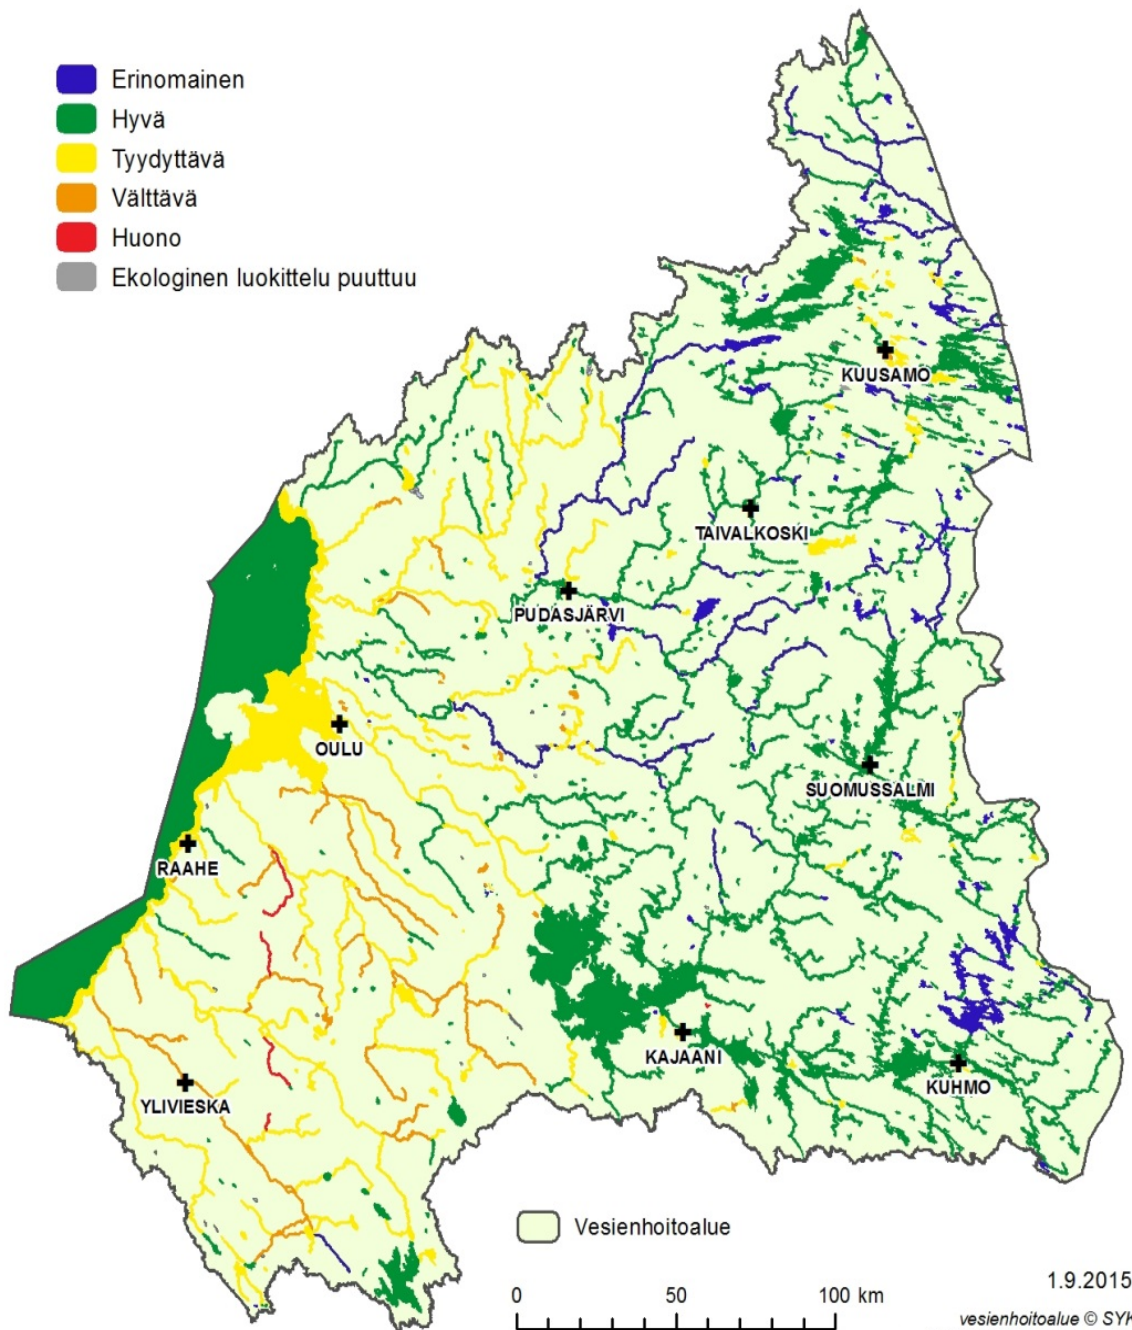 Erinomainen
Hyvä
Tyydyttävä
Välttävä
Huono
Ekologinen luokittelu puuttuu
KUUSAMO
TAIVALKOSKI
PUDASJÄRVI
OULU
SUOMUSSALMI
RAAHE
KAJAANI
KUHMO
YLIVIESKA
Vesienhoitoalue
0 50 100 km
1.9.2015
vesienhoitoalue © SYK